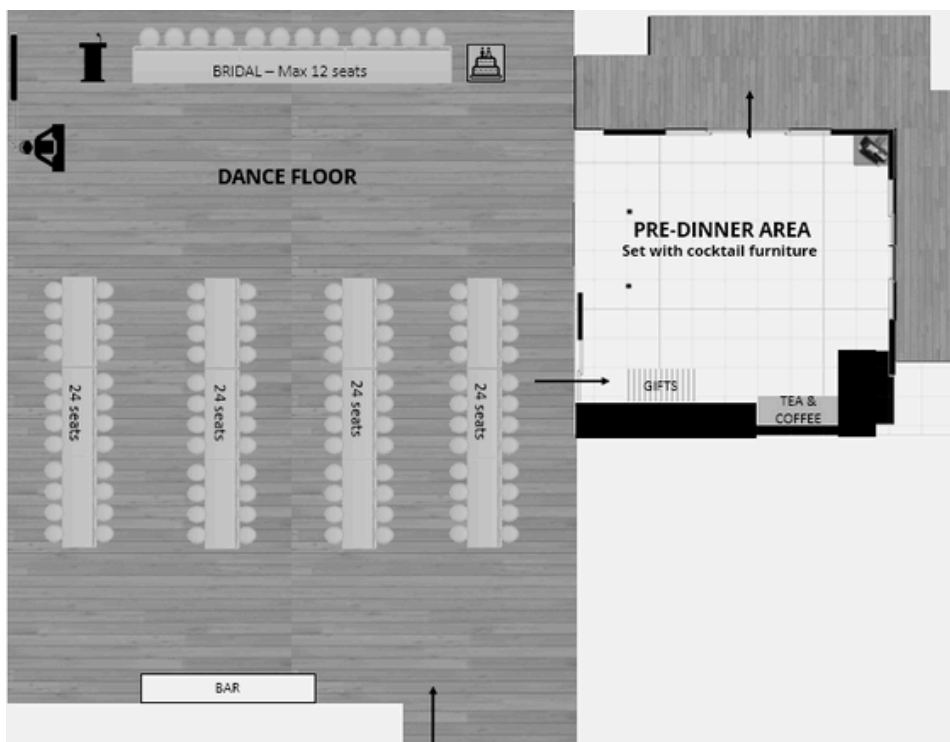 BRIDAL – Max 12 seats
DANCE FLOOR
PRE-DINNER AREA
Set with cocktail furniture
24 seats
24 seats
24 seats
24 seats
GIFTS
TEA &
COFFEE
BAR